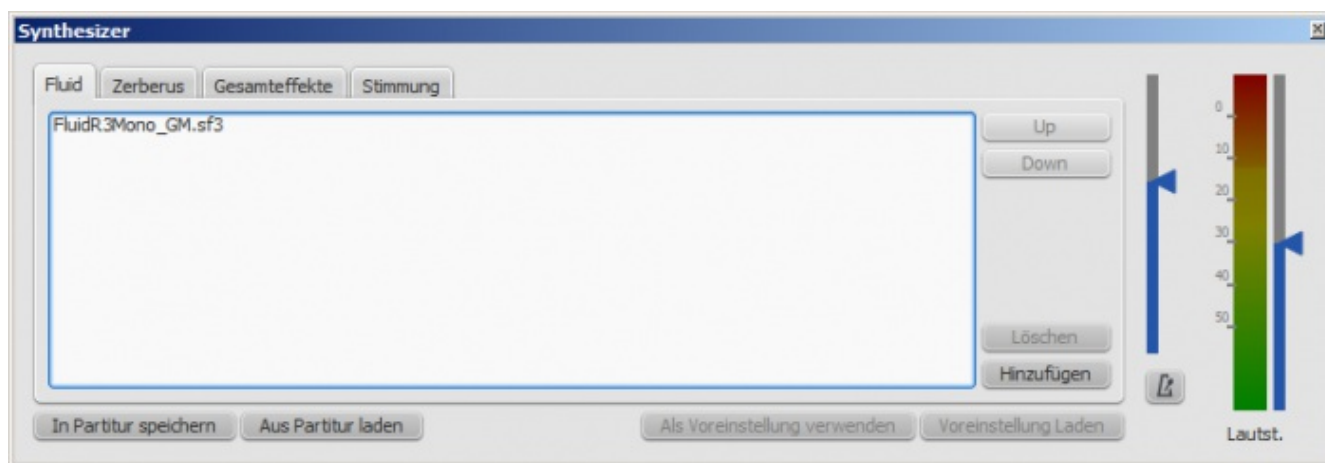 Synthesizer
Fluid Zerberus Gesamteffekte Stimmung
FluidR3Mono_GM.sf3
Up
Down
Löschen
Hinzufügen
In Partitur speichern Aus Partitur laden Als Voreinstellung verwenden Voreinstellung Laden
0
10
20
30
40
50
Lautst.